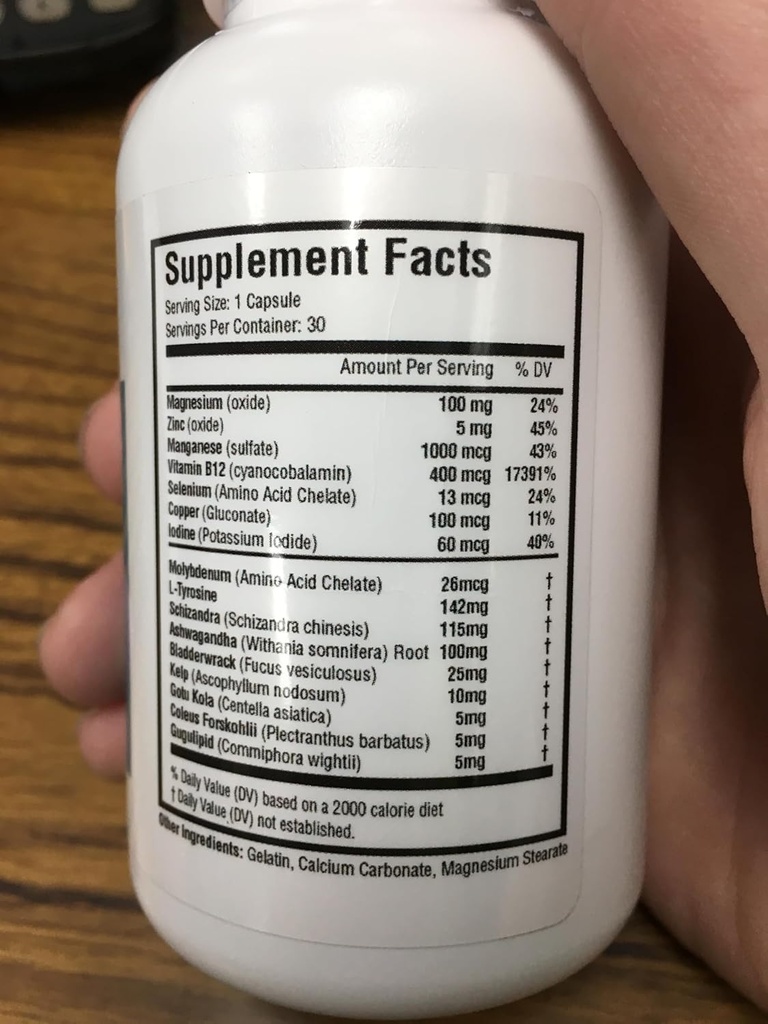 Supplement Facts
Serving Size: 1 Capsule
Servings Per Container: 30
Amount Per Serving % DV
Magnesium (oxide) 100 mg 24%
Zinc (oxide) 5 mg 45%
Manganese (sulfate) 1000 mcg 43%
Vitamin B12 (cyanocobalamin) 400 mcg 17391%
Selenium (Amino Acid Chelate) 13 mcg 24%
Copper (Gluconate) 100 mcg 11%
Iodine (Potassium Iodide) 60 mcg 40%
Molybdenum (Amino Acid Chelate) 26mcg †
L-Tyrosine 142mg †
Schizandra (Schizandra chinesis) 115mg †
Ashwagandha (Withania somnifera) Root 100mg †
Bladderwrack (Fucus vesiculosus) 25mg †
Kelp (Ascophyllum nodosum) 10mg †
Gotu Kola (Centella asiatica) 5mg †
Coleus Forskohlii (Plectranthus barbatus) 5mg †
Gugulipid (Commiphora wightii) 5mg †
% Daily Value (DV) based on a 2000 calorie diet
† Daily Value (DV) not established.
Other Ingredients: Gelatin, Calcium Carbonate, Magnesium Stearate